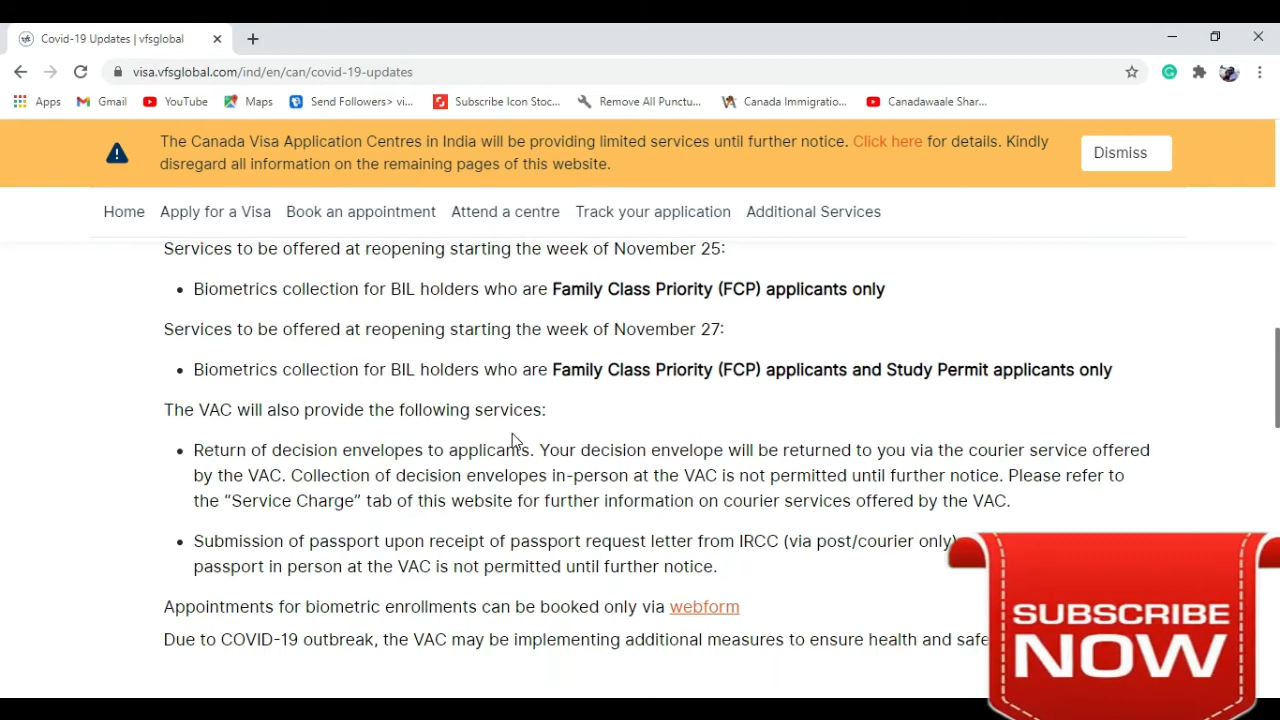 Covid-19 Updates | vfsglobal
visa.vfsglobal.com/ind/en/can/covid-19-updates
Apps Gmail YouTube Maps Send Followers> vi... Subscribe Icon Stoc... Remove All Punctu... Canada Immigratio... Canadawaale Shar...
The Canada Visa Application Centres in India will be providing limited services until further notice. Click here for details. Kindly
disregard all information on the remaining pages of this website.
Dismiss
Home Apply for a Visa Book an appointment Attend a centre Track your application Additional Services
Services to be offered at reopening starting the week of November 25:
• Biometrics collection for BIL holders who are Family Class Priority (FCP) applicants only
Services to be offered at reopening starting the week of November 27:
• Biometrics collection for BIL holders who are Family Class Priority (FCP) applicants and Study Permit applicants only
The VAC will also provide the following services:
• Return of decision envelopes to applicants. Your decision envelope will be returned to you via the courier service offered
by the VAC. Collection of decision envelopes in-person at the VAC is not permitted until further notice. Please refer to
the “Service Charge” tab of this website for further information on courier services offered by the VAC.
• Submission of passport upon receipt of passport request letter from IRCC (via post/courier only)
passport in person at the VAC is not permitted until further notice.
Appointments for biometric enrollments can be booked only via webform
Due to COVID-19 outbreak, the VAC may be implementing additional measures to ensure health and safe
SUBSCRIBE
NOW